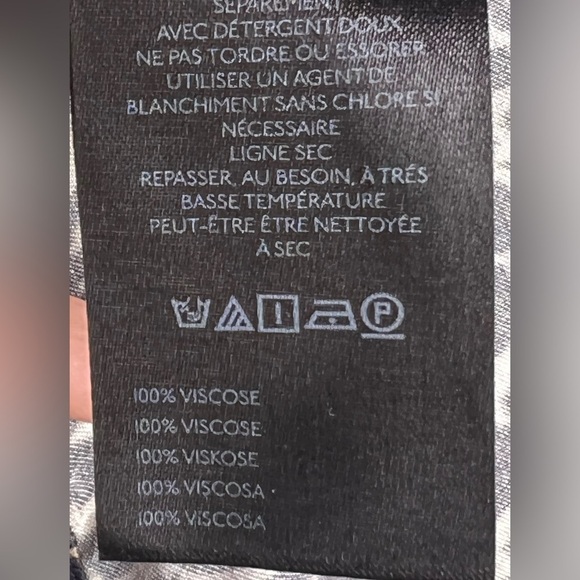 SÉPARÉMENT
AVEC DÉTERGENT DOUX
NE PAS TORDRE OU ESSORER
UTILISER UN AGENT DE
BLANCHIMENT SANS CHLORE SI
NÉCESSAIRE
LIGNE SEC
REPASSER, AU BESOIN, À TRÉS
BASSE TEMPÉRATURE
PEUT-ÊTRE ÊTRE NETTOYÉE
À SEC
P
100% VISCOSE
100% VISCOSE
100% VISKOSE
100% VISCOSA
100% VISCOSA